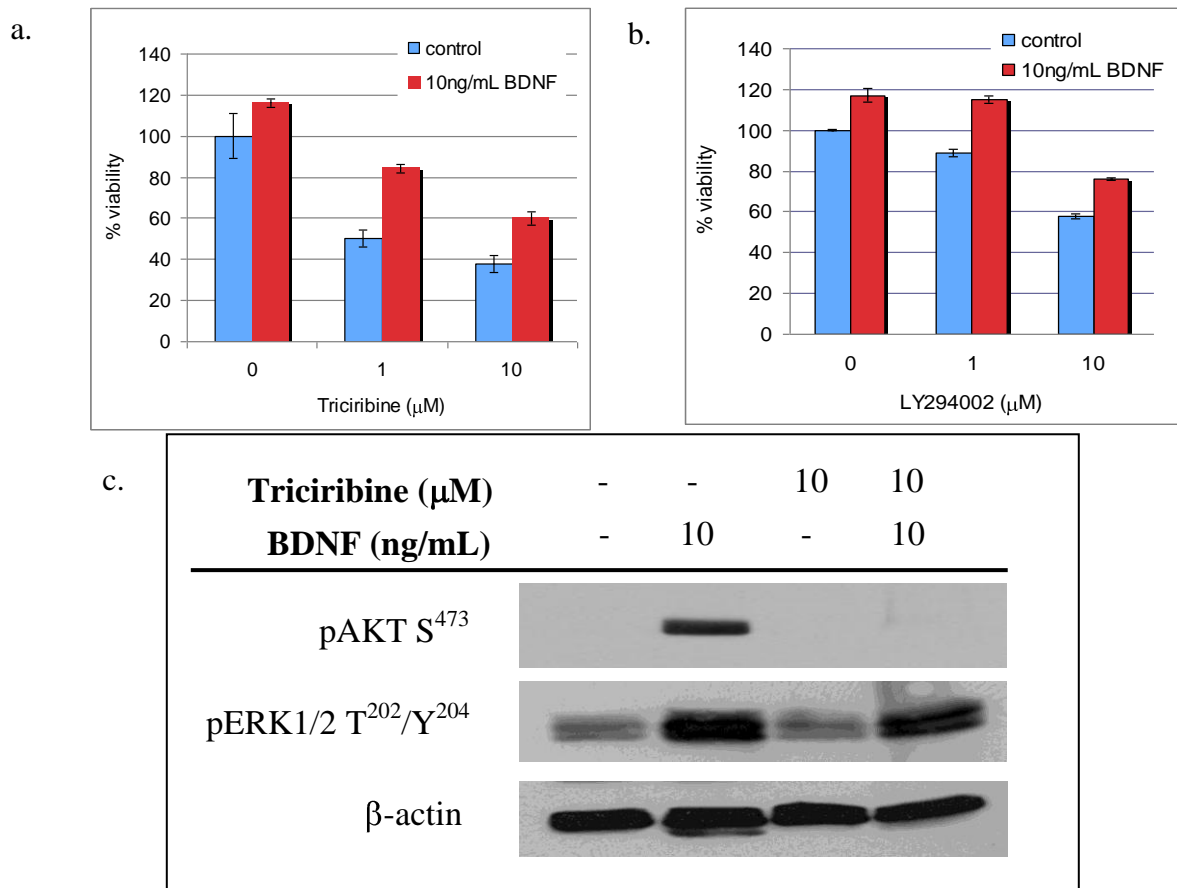 a.
140
120
100
80
60
40
20
0
% viability
control
10ng/mL BDNF
0 1 10
Triciribine (μM)
b.
140
120
100
80
60
40
20
0
% viability
control
10ng/mL BDNF
0 1 10
LY294002 (μM)
c.
Triciribine (μM) - - 10 10
BDNF (ng/mL) - 10 - 10
pAKT S473
pERK1/2 T202/Y204
β-actin